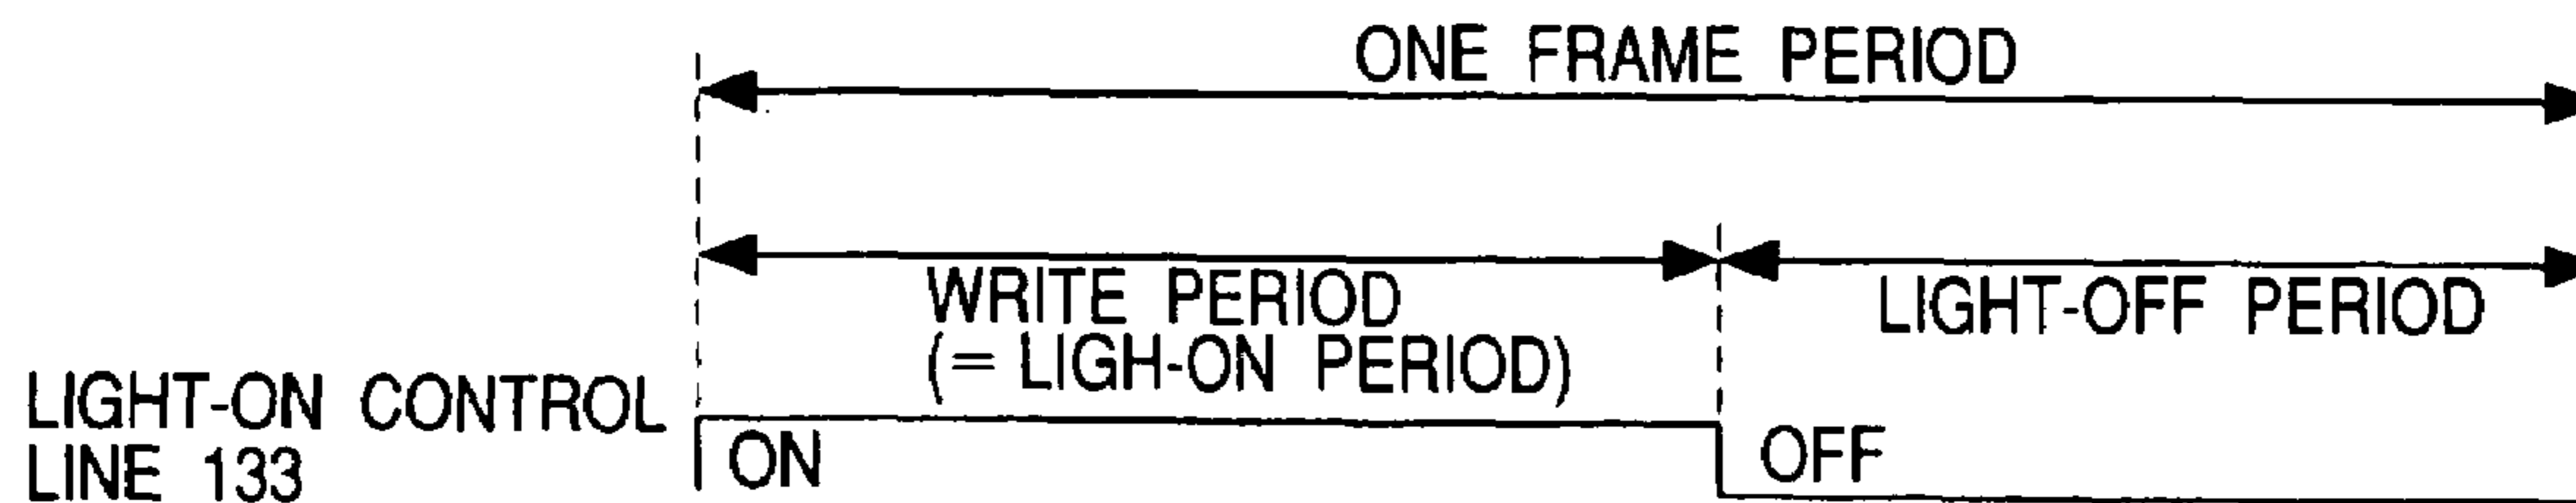 ONE FRAME PERIOD
WRITE PERIOD
(= LIGH-ON PERIOD)
LIGHT-OFF PERIOD
LIGHT-ON CONTROL
LINE 133
ON
OFF